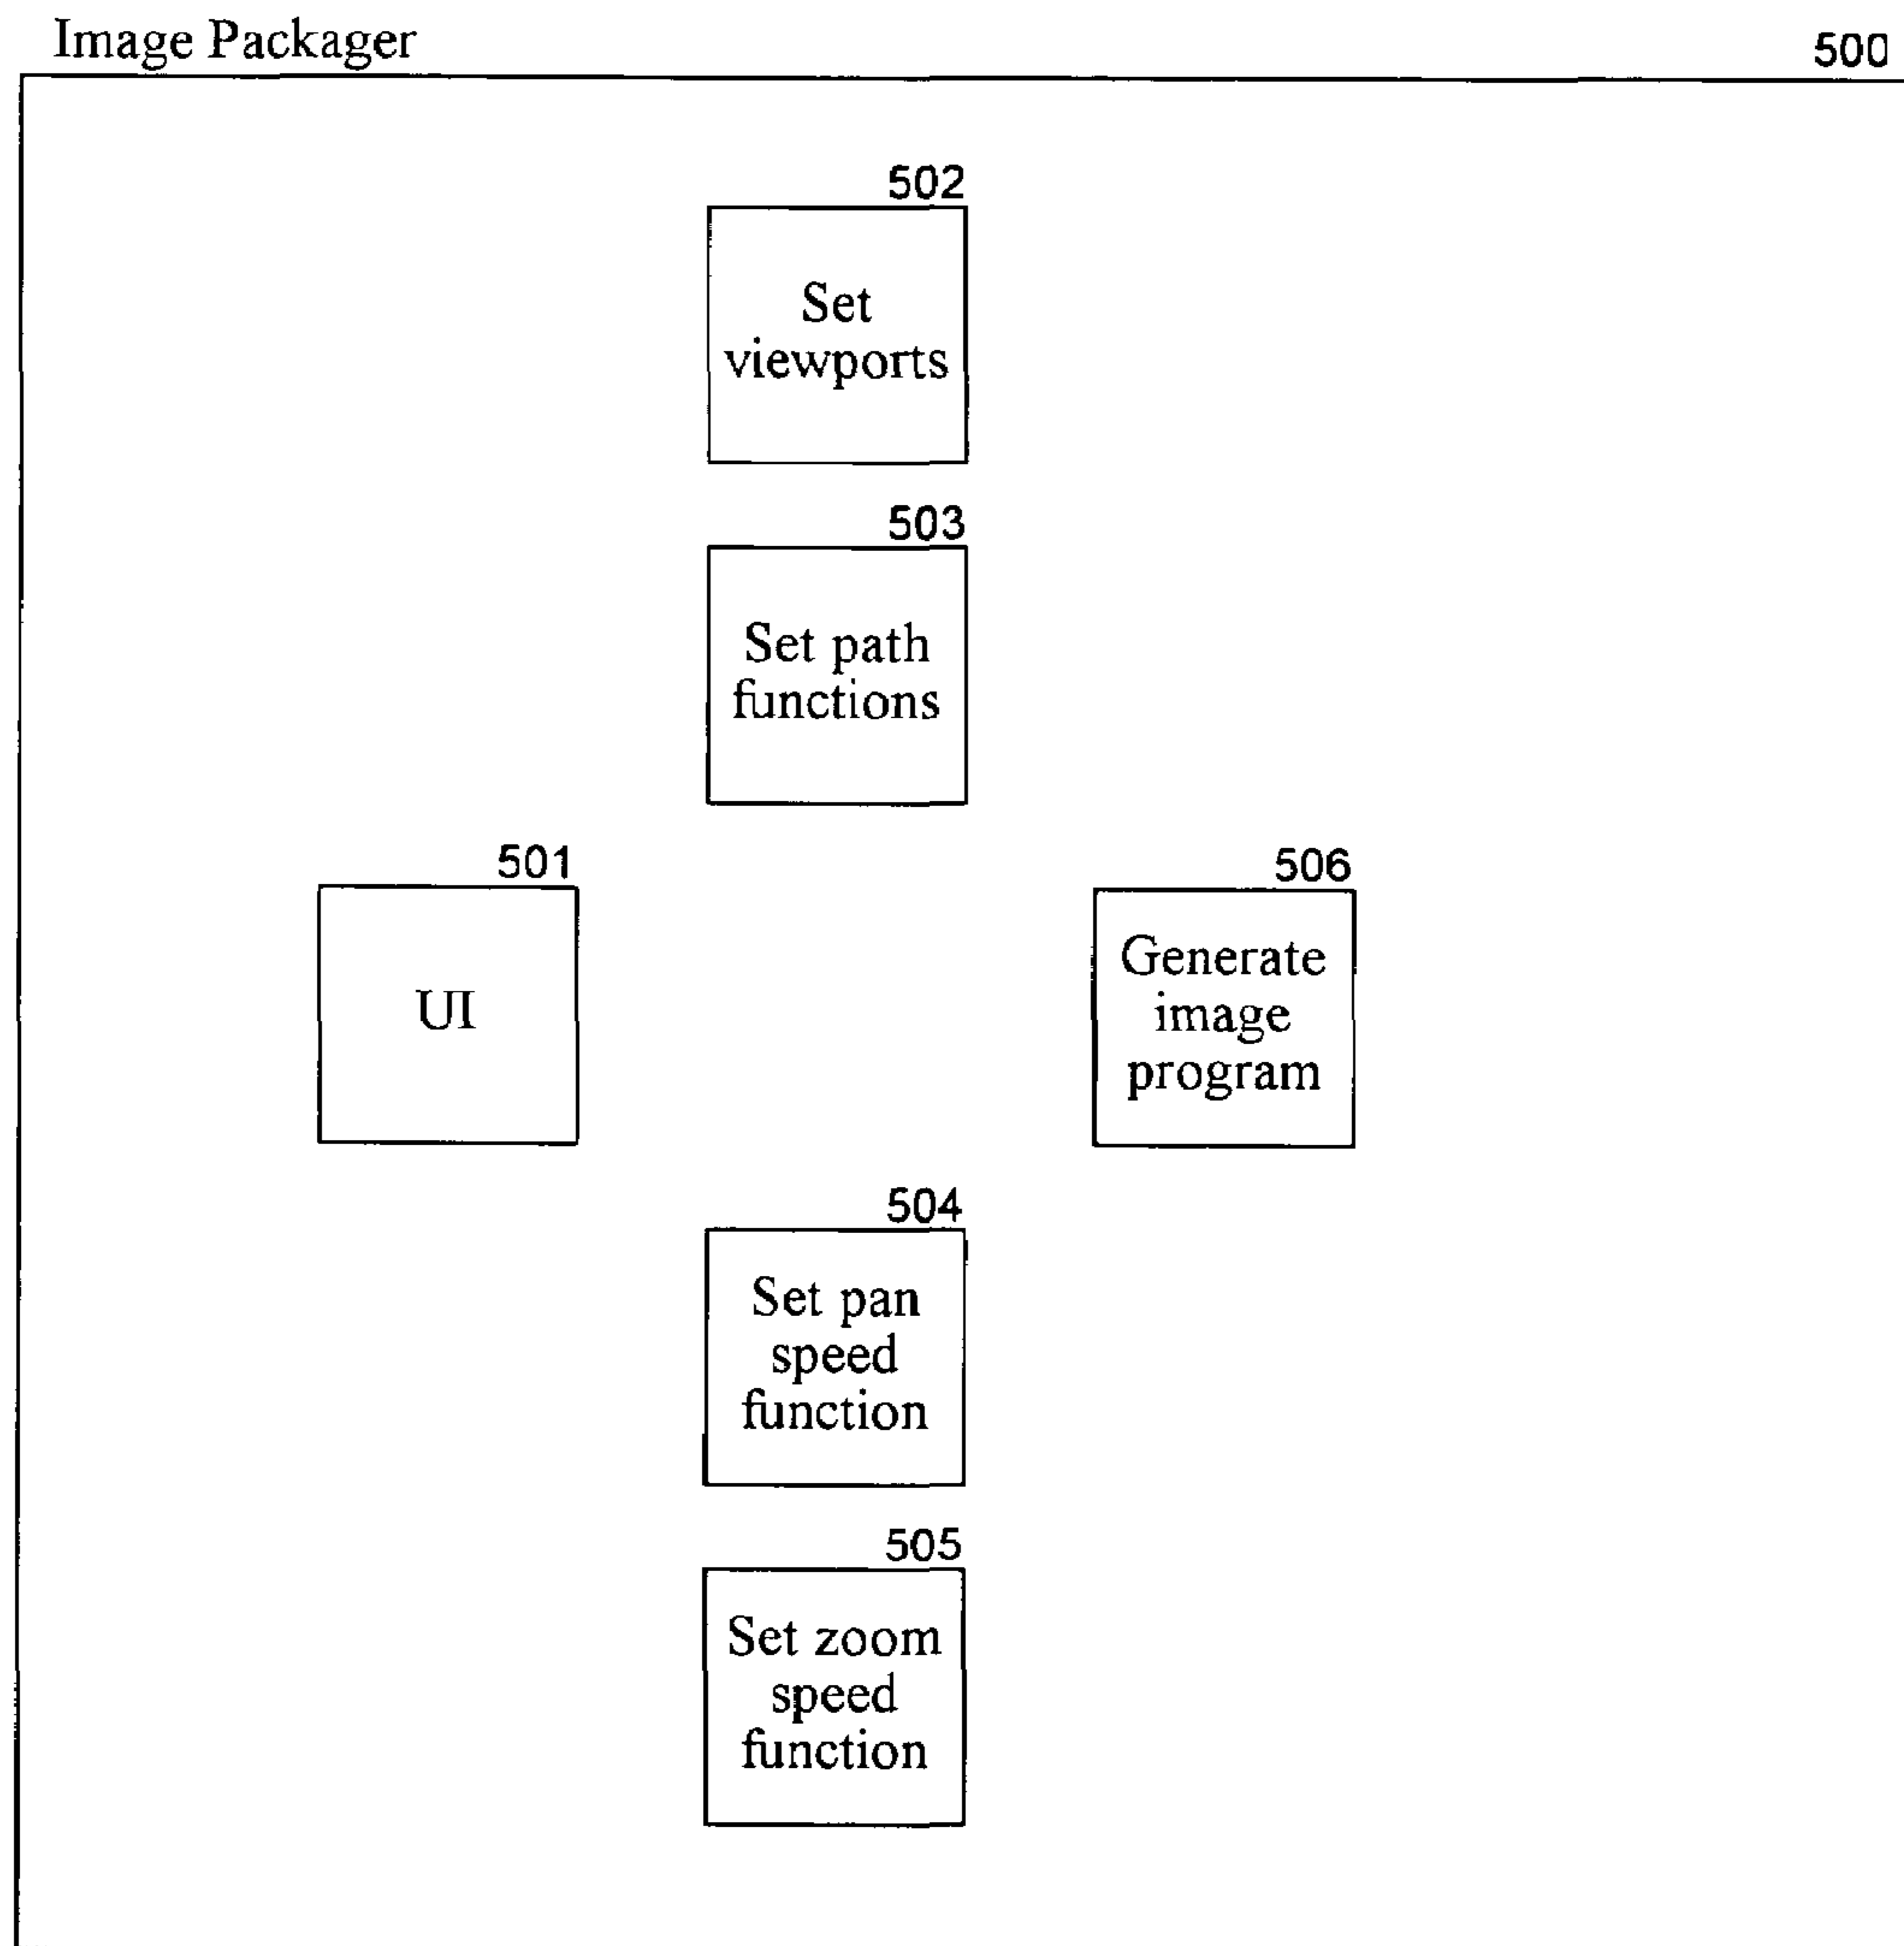 Image Packager
500
502
Set
viewports
503
Set path
functions
501
UI
506
Generate
image
program
504
Set pan
speed
function
505
Set zoom
speed
function